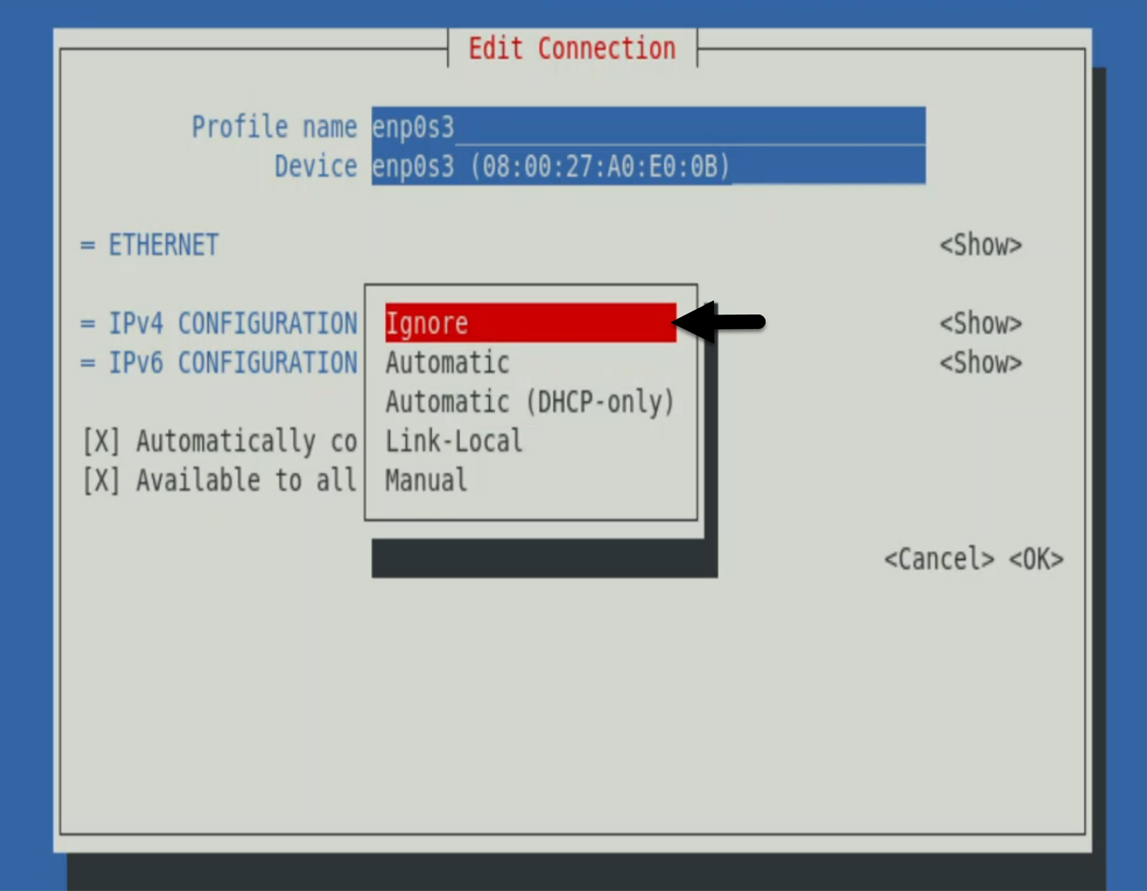 Edit Connection
Profile name enp0s3
Device enp0s3 (08:00:27:A0:E0:0B)
= ETHERNET <Show>
= IPv4 CONFIGURATION Ignore <Show>
= IPv6 CONFIGURATION Automatic <Show>
Automatic (DHCP-only)
[X] Automatically co Link-Local
[X] Available to all Manual
<Cancel> <OK>